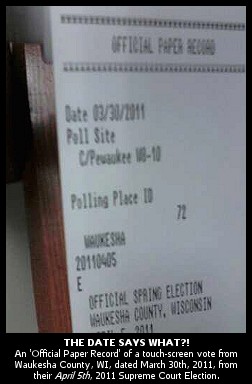 OFFICIAL PAPER RECORD
Date 03/30/2011
Poll Site
C/Pewaukee W8-10
Polling Place ID
72
WAUKESHA
20110405
E
OFFICIAL SPRING ELECTION
WAUKESHA COUNTY, WISCONSIN
5 2011
THE DATE SAYS WHAT?!
An 'Official Paper Record' of a touch-screen vote from
Waukesha County, WI, dated March 30th, 2011, from
their April 5th, 2011 Supreme Court Election.